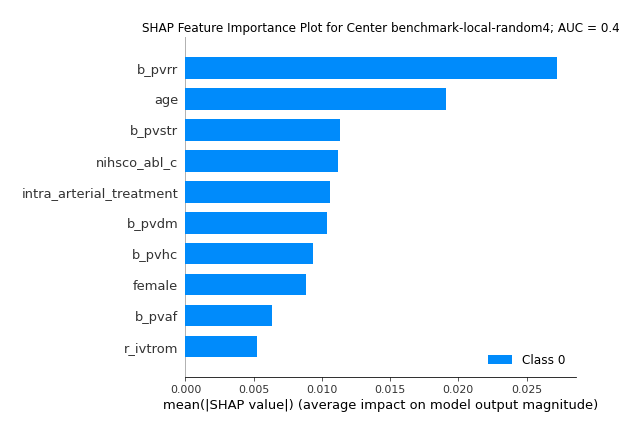 SHAP Feature Importance Plot for Center benchmark-local-random4; AUC = 0.4
b_pvrr
age
b_pvstr
nihsco_abl_c
intra_arterial_treatment
b_pvdm
b_pvhc
female
b_pvaf
r_ivtrom
Class 0
0.000 0.005 0.010 0.015 0.020 0.025
mean(|SHAP value|) (average impact on model output magnitude)